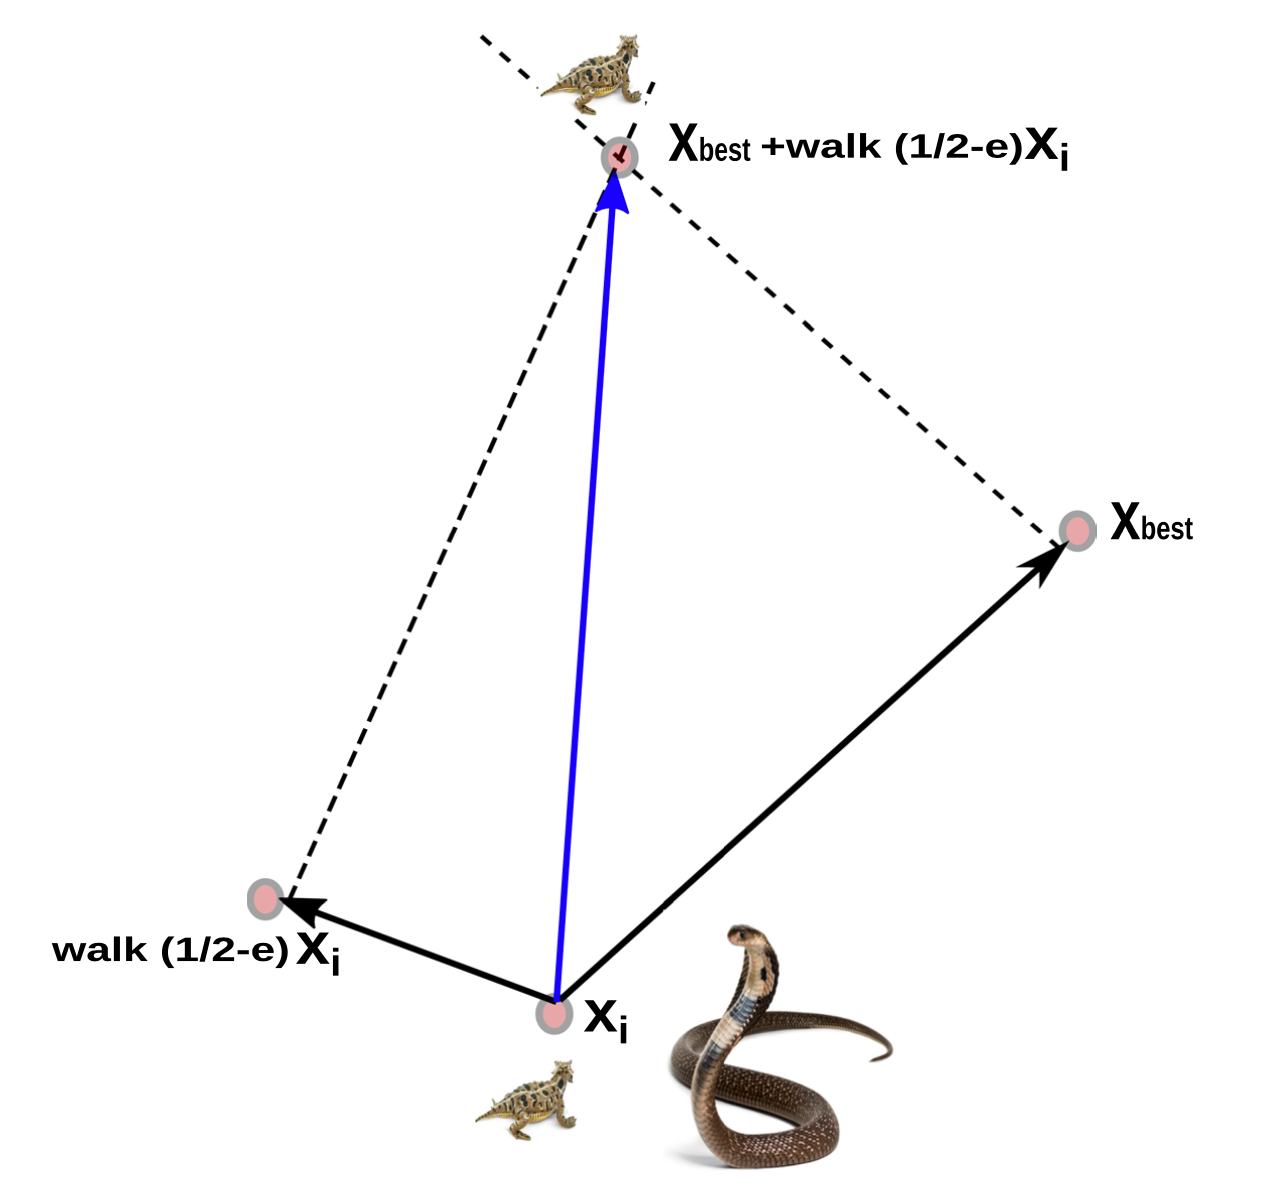 Xbest +walk (1/2-e)Xi
Xbest
walk (1/2-e) Xi
Xi